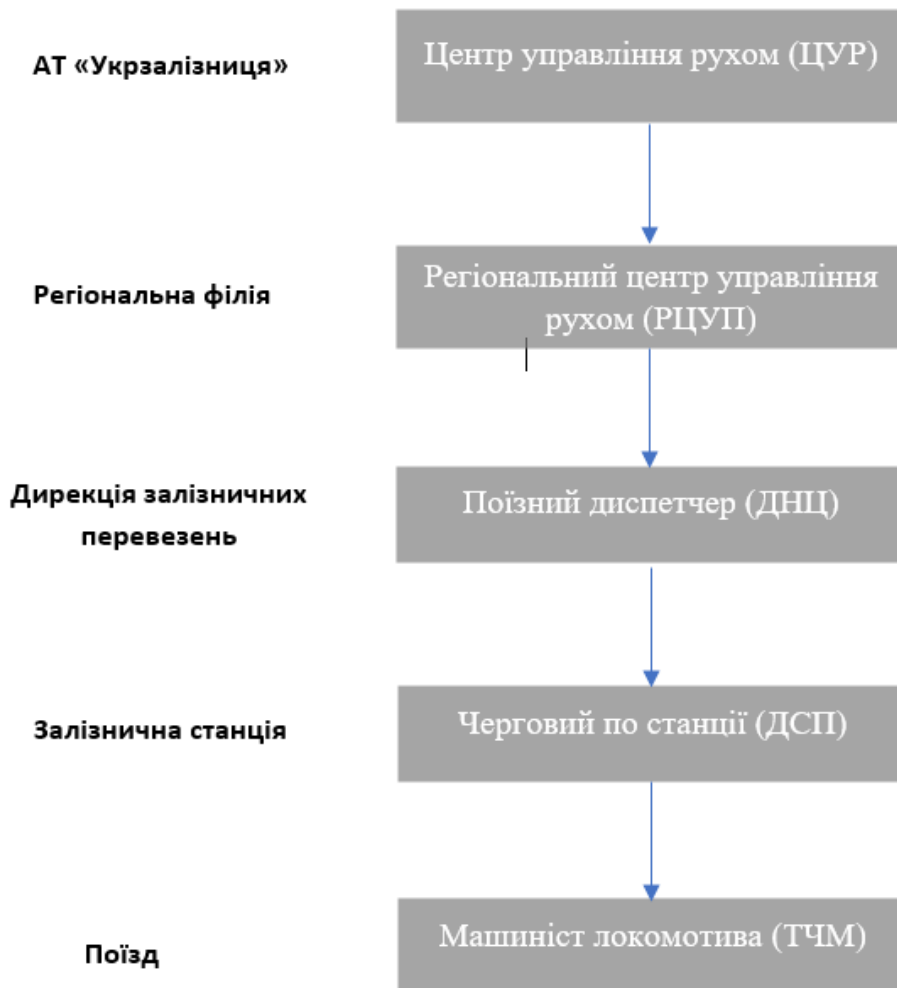 АТ «Укрзалізниця»
Центр управління рухом (ЦУР)
Регіональна філія
Регіональний центр управління
рухом (РЦУП)
Дирекція залізничних
перевезень
Поїзний диспетчер (ДНЦ)
Залізнична станція
Черговий по станції (ДСП)
Поїзд
Машиніст локомотива (ТЧМ)